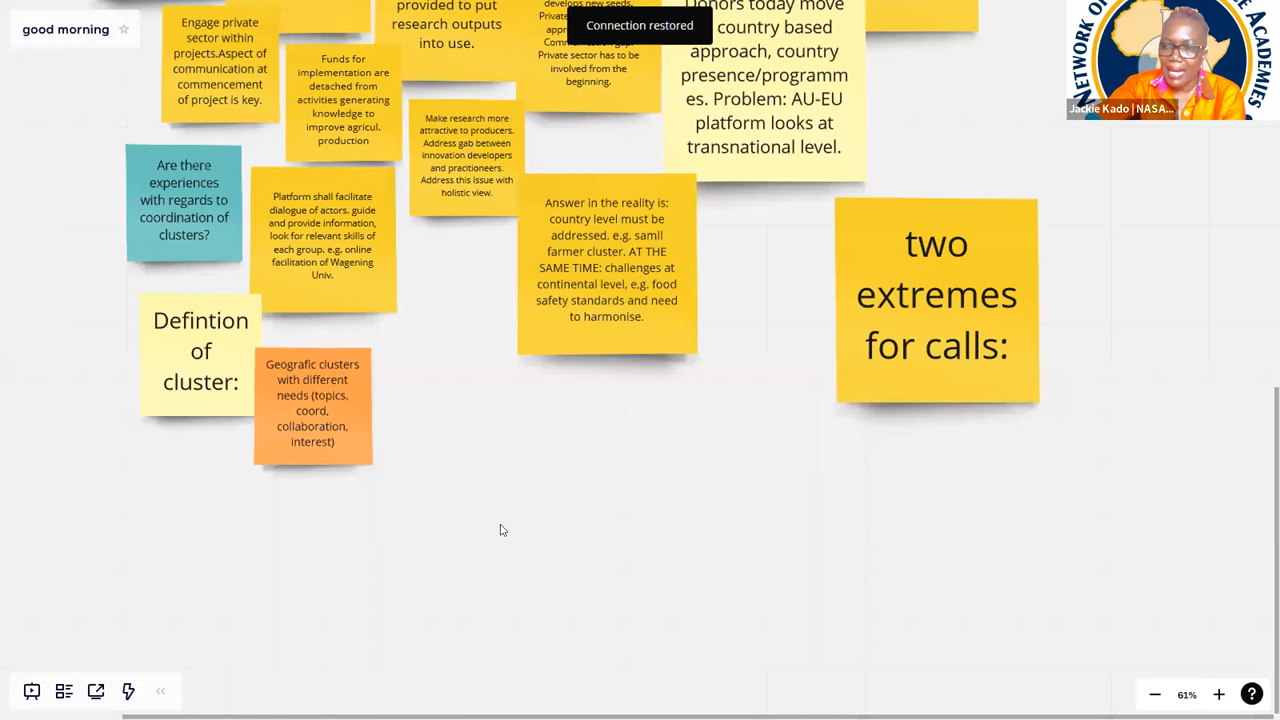 good morning
Connection restored
Engage private
sector within
projects.Aspect of
communication at
commencement
of project is key.
Funds for
implementation are
detached from
activities generating
knowledge to
improve agricul.
production
provided to put
research outputs
into use.
develops new seeds.
Private sector has to be
involved from the
beginning.
Donors today move
country based
approach, country
presence/programm
es. Problem: AU-EU
platform looks at
transnational level.
NETWORK OF
ACADEMIES
Jackie Kado | NASA...
Make research more
attractive to producers.
Address gab between
innovation developers
and pracitioneers.
Address this issue with
holistic view.
Are there
experiences
with regards to
coordination of
clusters?
Platform shall facilitate
dialogue of actors. guide
and provide information,
look for relevant skills of
each group. e.g. online
facilitation of Wagening
Univ.
Answer in the reality is:
country level must be
addressed, e.g. samll
farmer cluster. AT THE
SAME TIME: challenges at
continental level, e.g. food
safety standards and need
to harmonise.
two
extremes
for calls:
Defintion
of
cluster:
Geografic clusters
with different
needs (topics,
coord,
collaboration,
interest)
61%